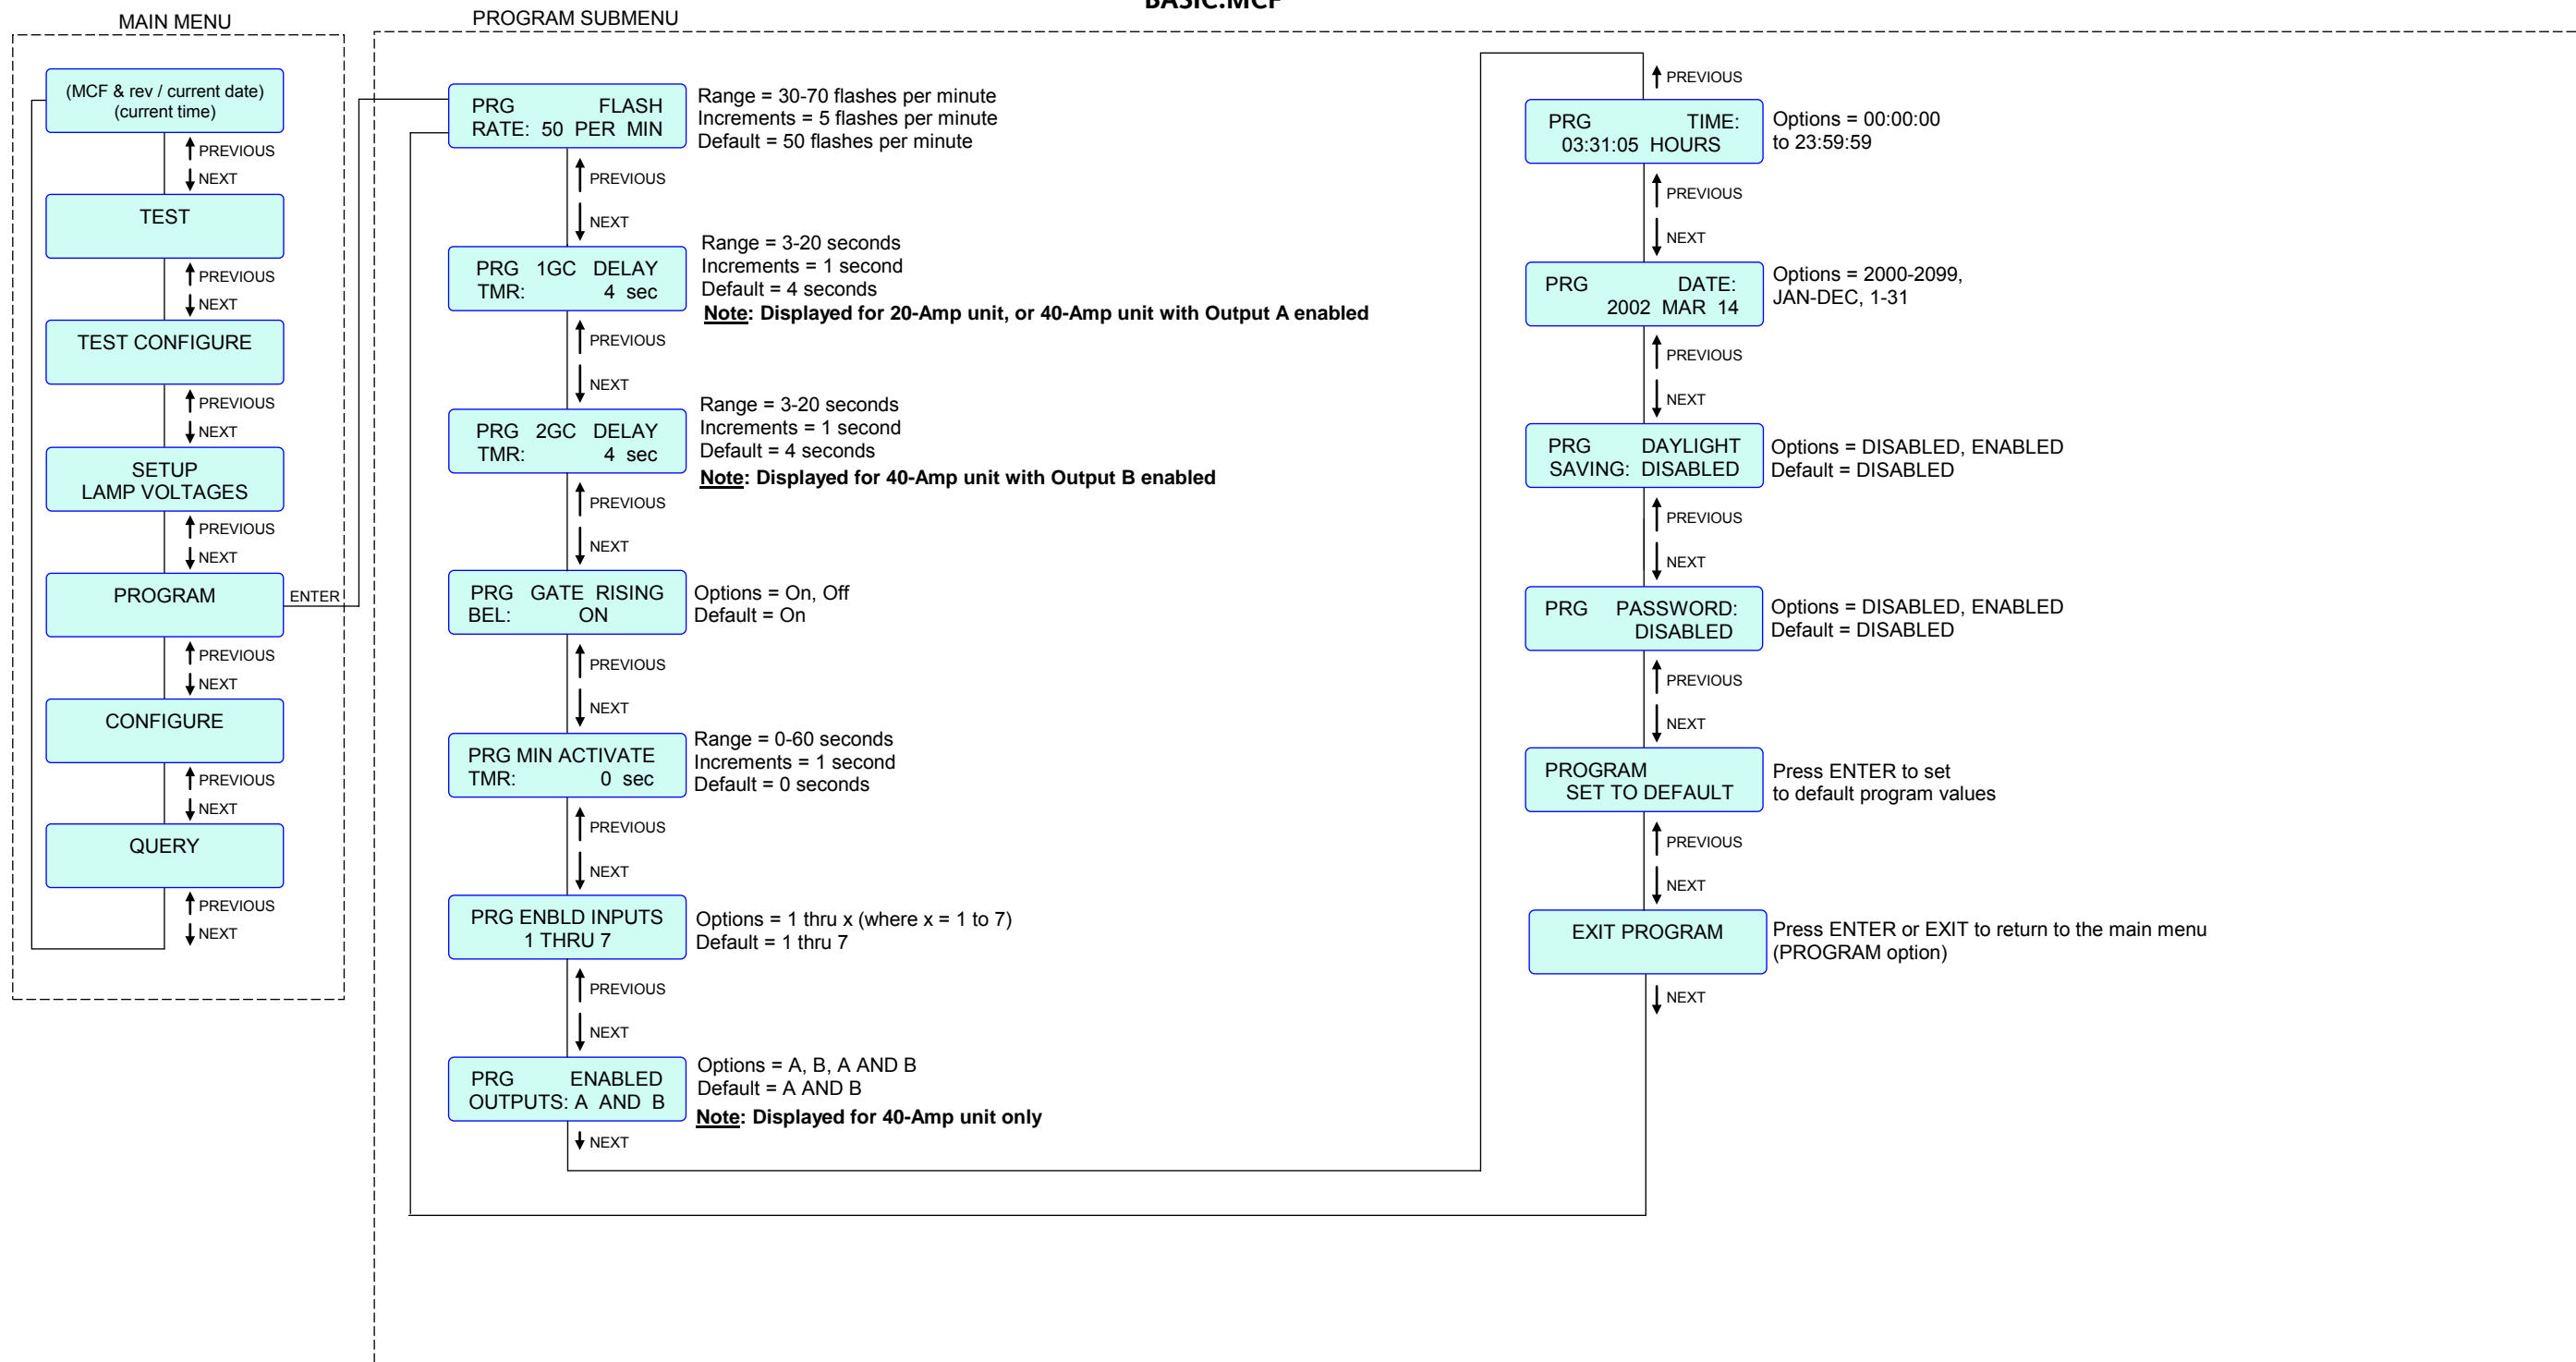 BASIC.MCF
MAIN MENU
(MCF & rev / current date)
(current time)
PREVIOUS
NEXT
TEST
PREVIOUS
NEXT
TEST CONFIGURE
PREVIOUS
NEXT
SETUP
LAMP VOLTAGES
PREVIOUS
NEXT
PROGRAM
ENTER
PREVIOUS
NEXT
CONFIGURE
PREVIOUS
NEXT
QUERY
PREVIOUS
NEXT
PROGRAM SUBMENU
PRG FLASH
RATE: 50 PER MIN
Range = 30-70 flashes per minute
Increments = 5 flashes per minute
Default = 50 flashes per minute
PREVIOUS
NEXT
PRG 1GC DELAY
TMR: 4 sec
Range = 3-20 seconds
Increments = 1 second
Default = 4 seconds
Note: Displayed for 20-Amp unit, or 40-Amp unit with Output A enabled
PREVIOUS
NEXT
PRG 2GC DELAY
TMR: 4 sec
Range = 3-20 seconds
Increments = 1 second
Default = 4 seconds
Note: Displayed for 40-Amp unit with Output B enabled
PREVIOUS
NEXT
PRG GATE RISING
BEL: ON
Options = On, Off
Default = On
PREVIOUS
NEXT
PRG MIN ACTIVATE
TMR: 0 sec
Range = 0-60 seconds
Increments = 1 second
Default = 0 seconds
PREVIOUS
NEXT
PRG ENBLD INPUTS
1 THRU 7
Options = 1 thru x (where x = 1 to 7)
Default = 1 thru 7
PREVIOUS
NEXT
PRG ENABLED
OUTPUTS: A AND B
Options = A, B, A AND B
Default = A AND B
Note: Displayed for 40-Amp unit only
NEXT
PREVIOUS
PRG TIME:
03:31:05 HOURS
Options = 00:00:00
to 23:59:59
PREVIOUS
NEXT
PRG DATE:
2002 MAR 14
Options = 2000-2099,
JAN-DEC, 1-31
PREVIOUS
NEXT
PRG DAYLIGHT
SAVING: DISABLED
Options = DISABLED, ENABLED
Default = DISABLED
PREVIOUS
NEXT
PRG PASSWORD:
DISABLED
Options = DISABLED, ENABLED
Default = DISABLED
PREVIOUS
NEXT
PROGRAM
SET TO DEFAULT
Press ENTER to set
to default program values
PREVIOUS
NEXT
EXIT PROGRAM
Press ENTER or EXIT to return to the main menu
(PROGRAM option)
NEXT